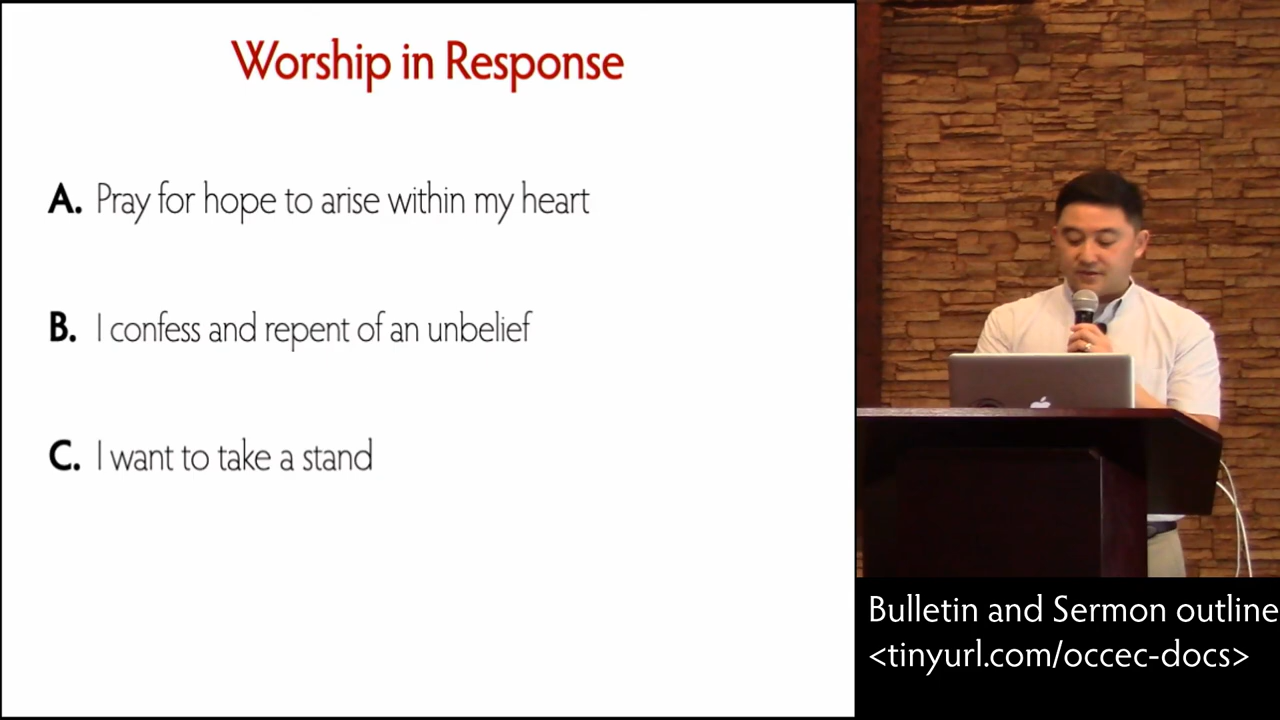 Worship in Response
A. Pray for hope to arise within my heart
B. I confess and repent of an unbelief
C. I want to take a stand
Bulletin and Sermon outline
<tinyurl.com/occec-docs>